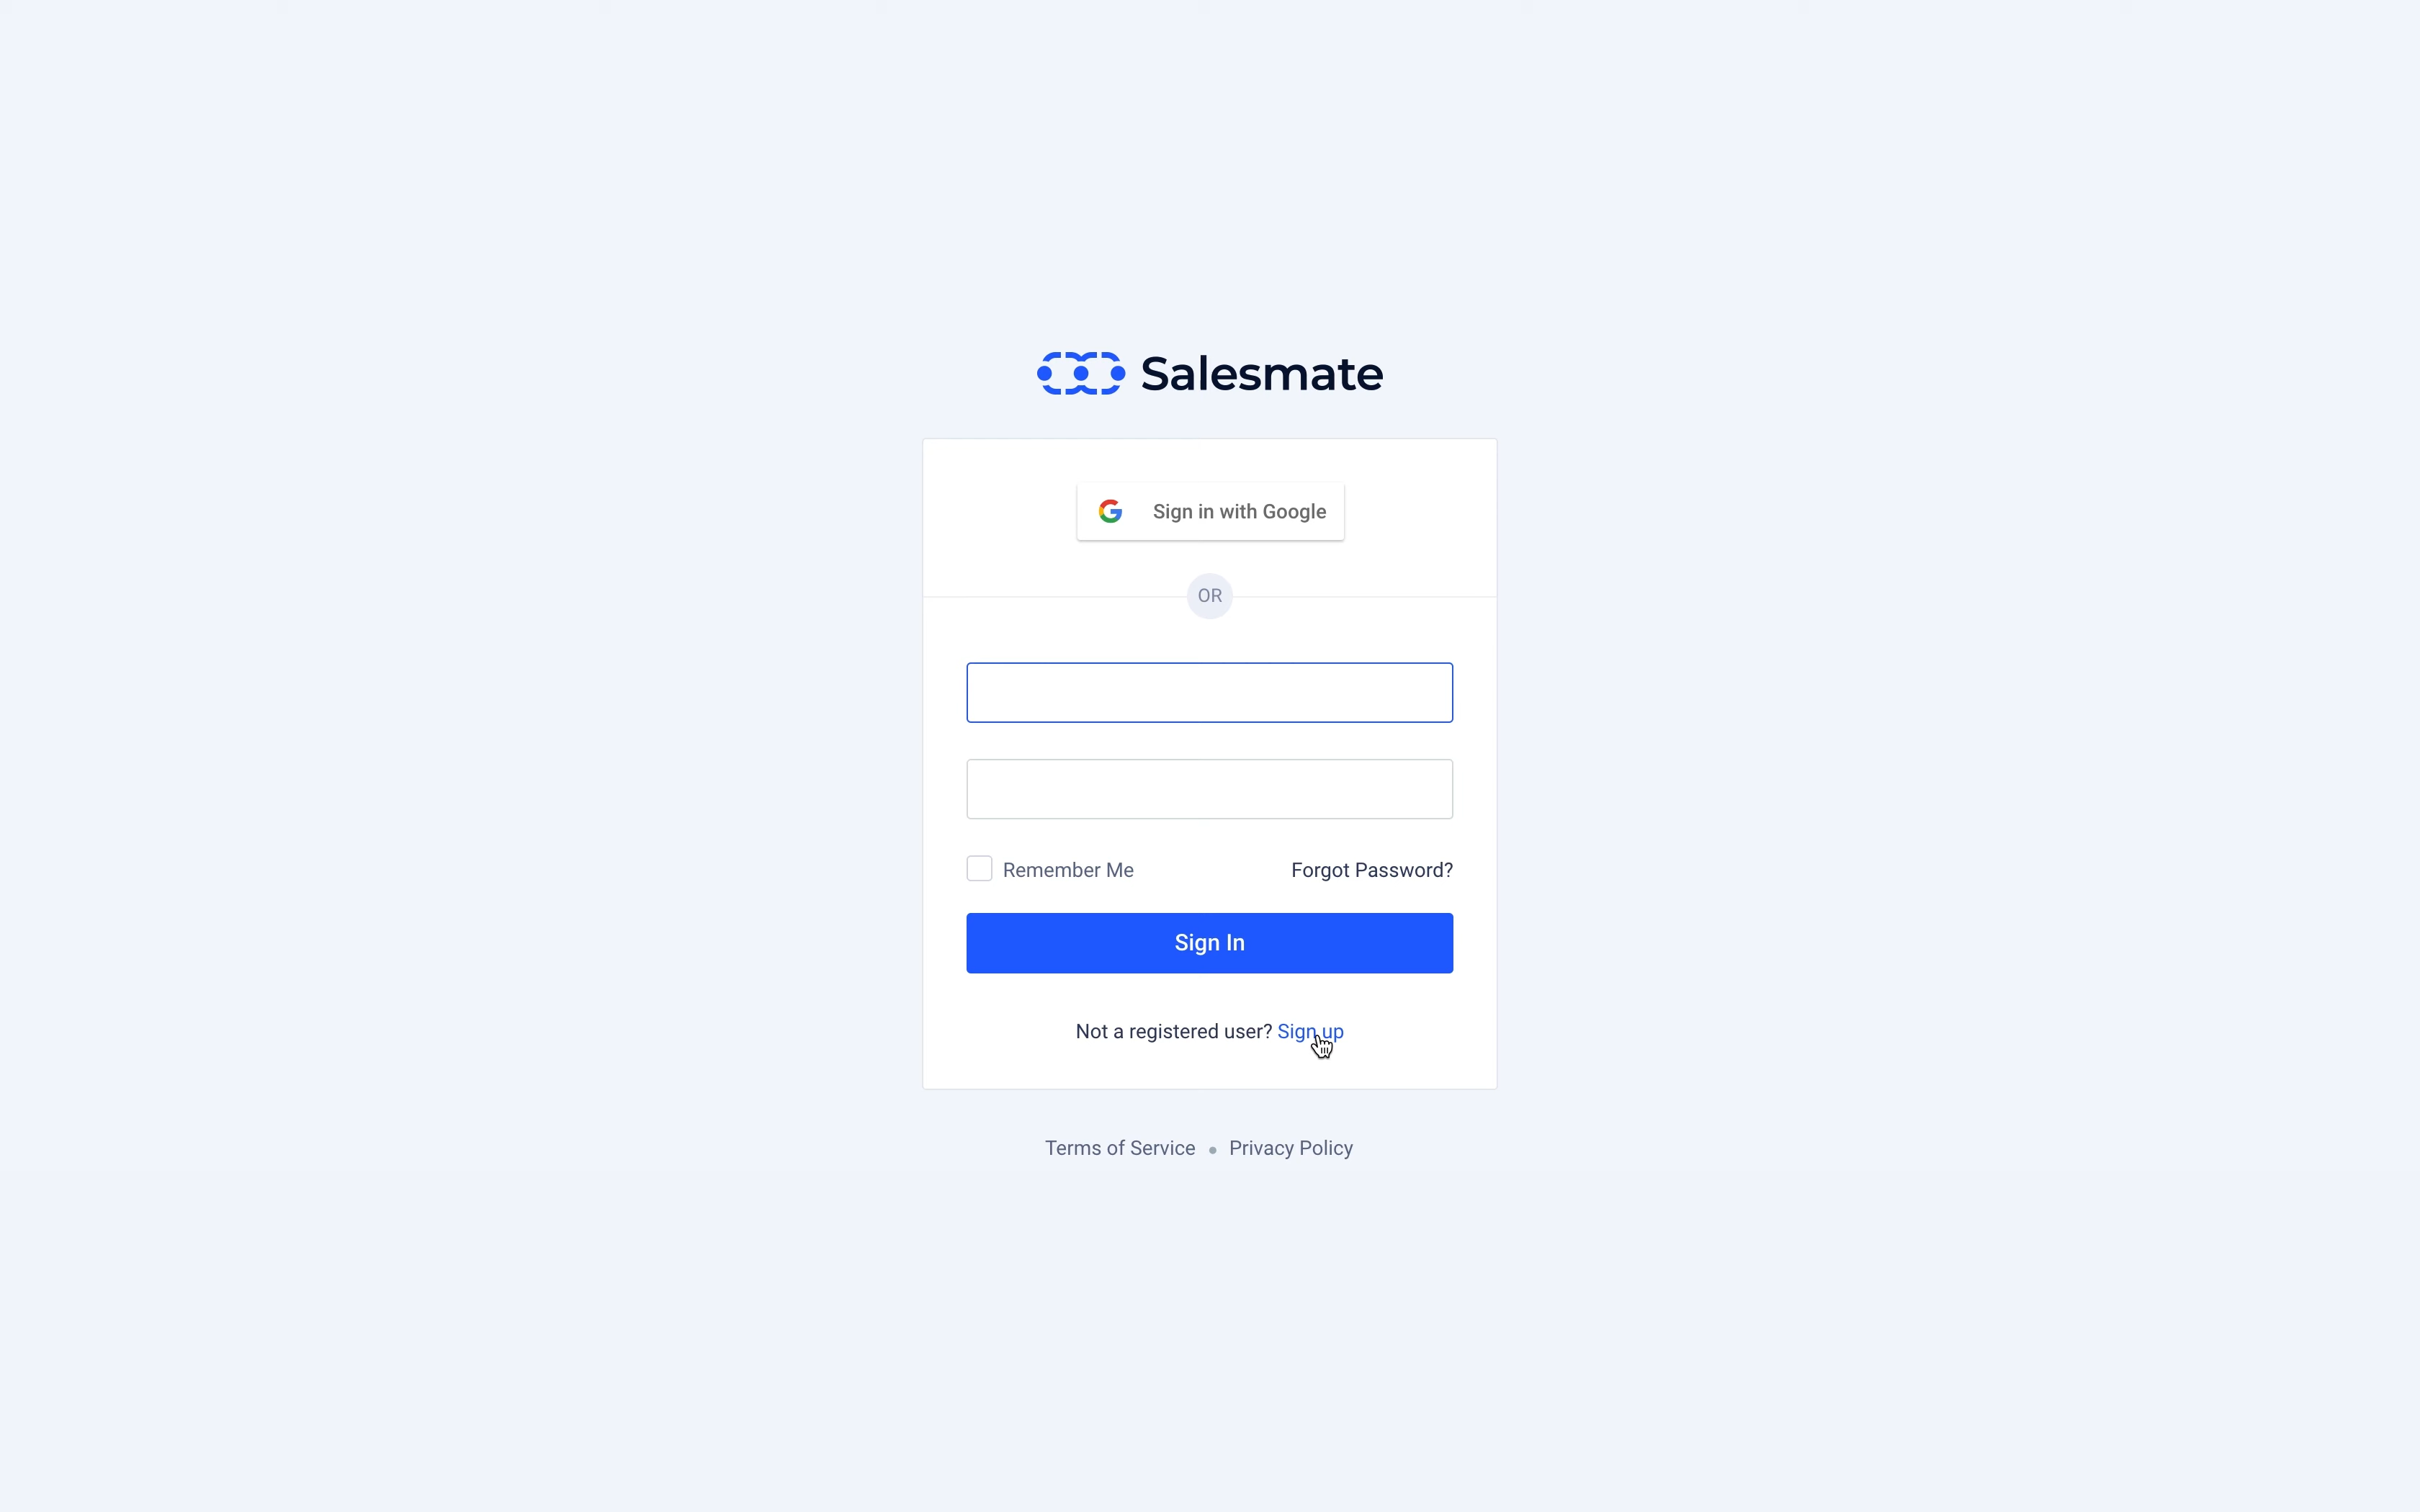 Salesmate
Sign in with Google
OR
Remember Me
Forgot Password?
Sign In
Not a registered user? Sign up
Terms of Service • Privacy Policy